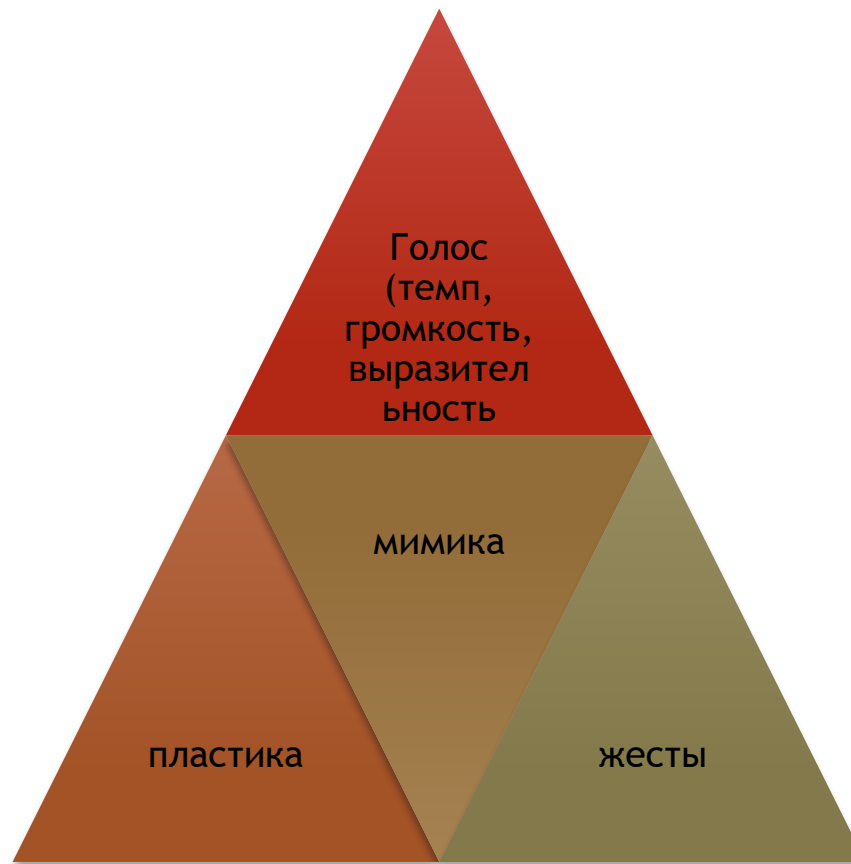 Голос
(темп,
громкость,
выразител
ьность
мимика
пластика
жесты